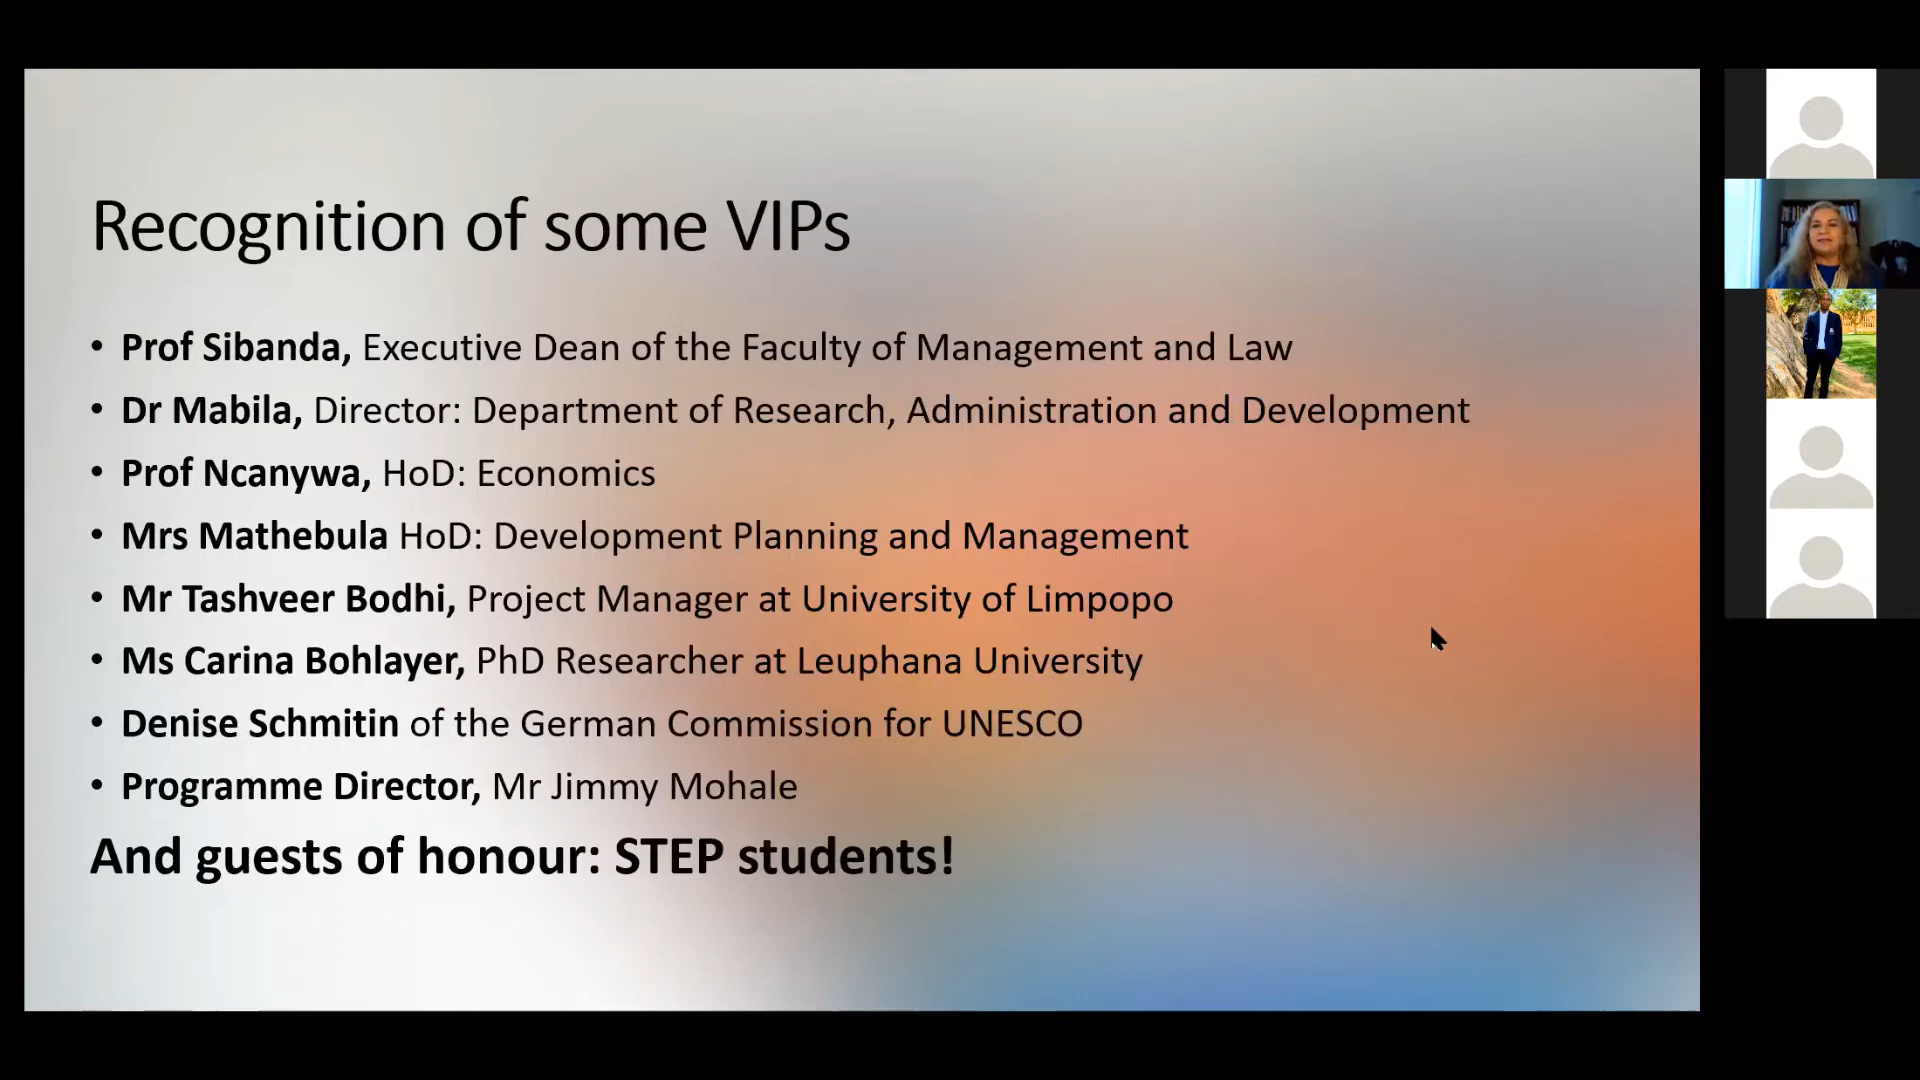 Recognition of some VIPs
• Prof Sibanda, Executive Dean of the Faculty of Management and Law
• Dr Mabila, Director: Department of Research, Administration and Development
• Prof Ncanywa, HoD: Economics
• Mrs Mathebula HoD: Development Planning and Management
• Mr Tashveer Bodhi, Project Manager at University of Limpopo
• Ms Carina Bohlayer, PhD Researcher at Leuphana University
• Denise Schmitin of the German Commission for UNESCO
• Programme Director, Mr Jimmy Mohale
And guests of honour: STEP students!